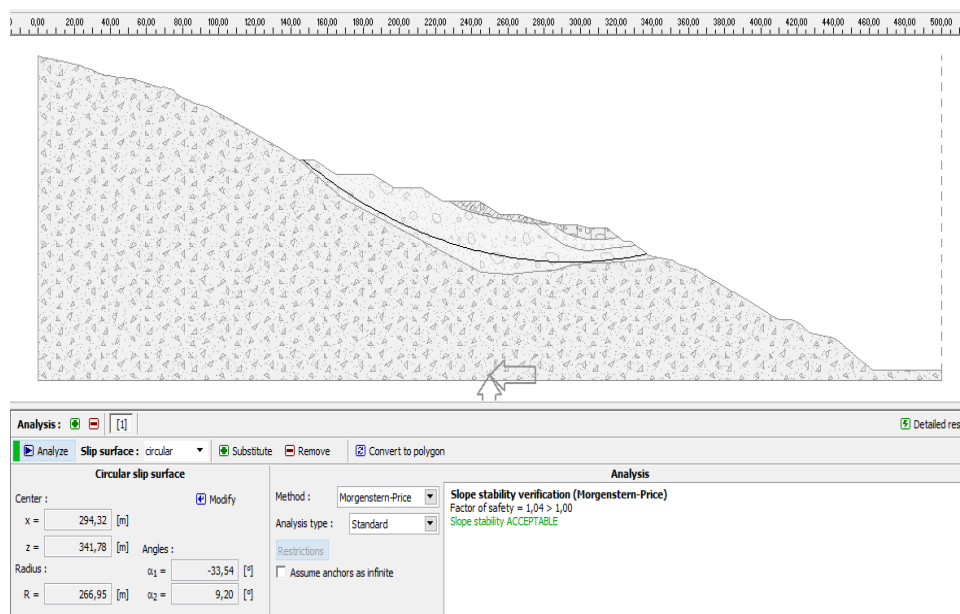 0,00 20,00 40,00 60,00 80,00 100,00 120,00 140,00 160,00 180,00 200,00 220,00 240,00 260,00 280,00 300,00 320,00 340,00 360,00 380,00 400,00 420,00 440,00 460,00 480,00 500,00
Analysis : [1] Detailed res
Analyze Slip surface : circular Substitute Remove Convert to polygon
Circular slip surface
Center : Modify
x = 294,32 [m]
z = 341,78 [m] Angles :
Radius : α1 = -33,54 [°]
R = 266,95 [m] α2 = 9,20 [°]
Method : Morgenstern-Price
Analysis type : Standard
Restrictions
Assume anchors as infinite
Analysis
Slope stability verification (Morgenstern-Price)
Factor of safety = 1,04 > 1,00
Slope stability ACCEPTABLE